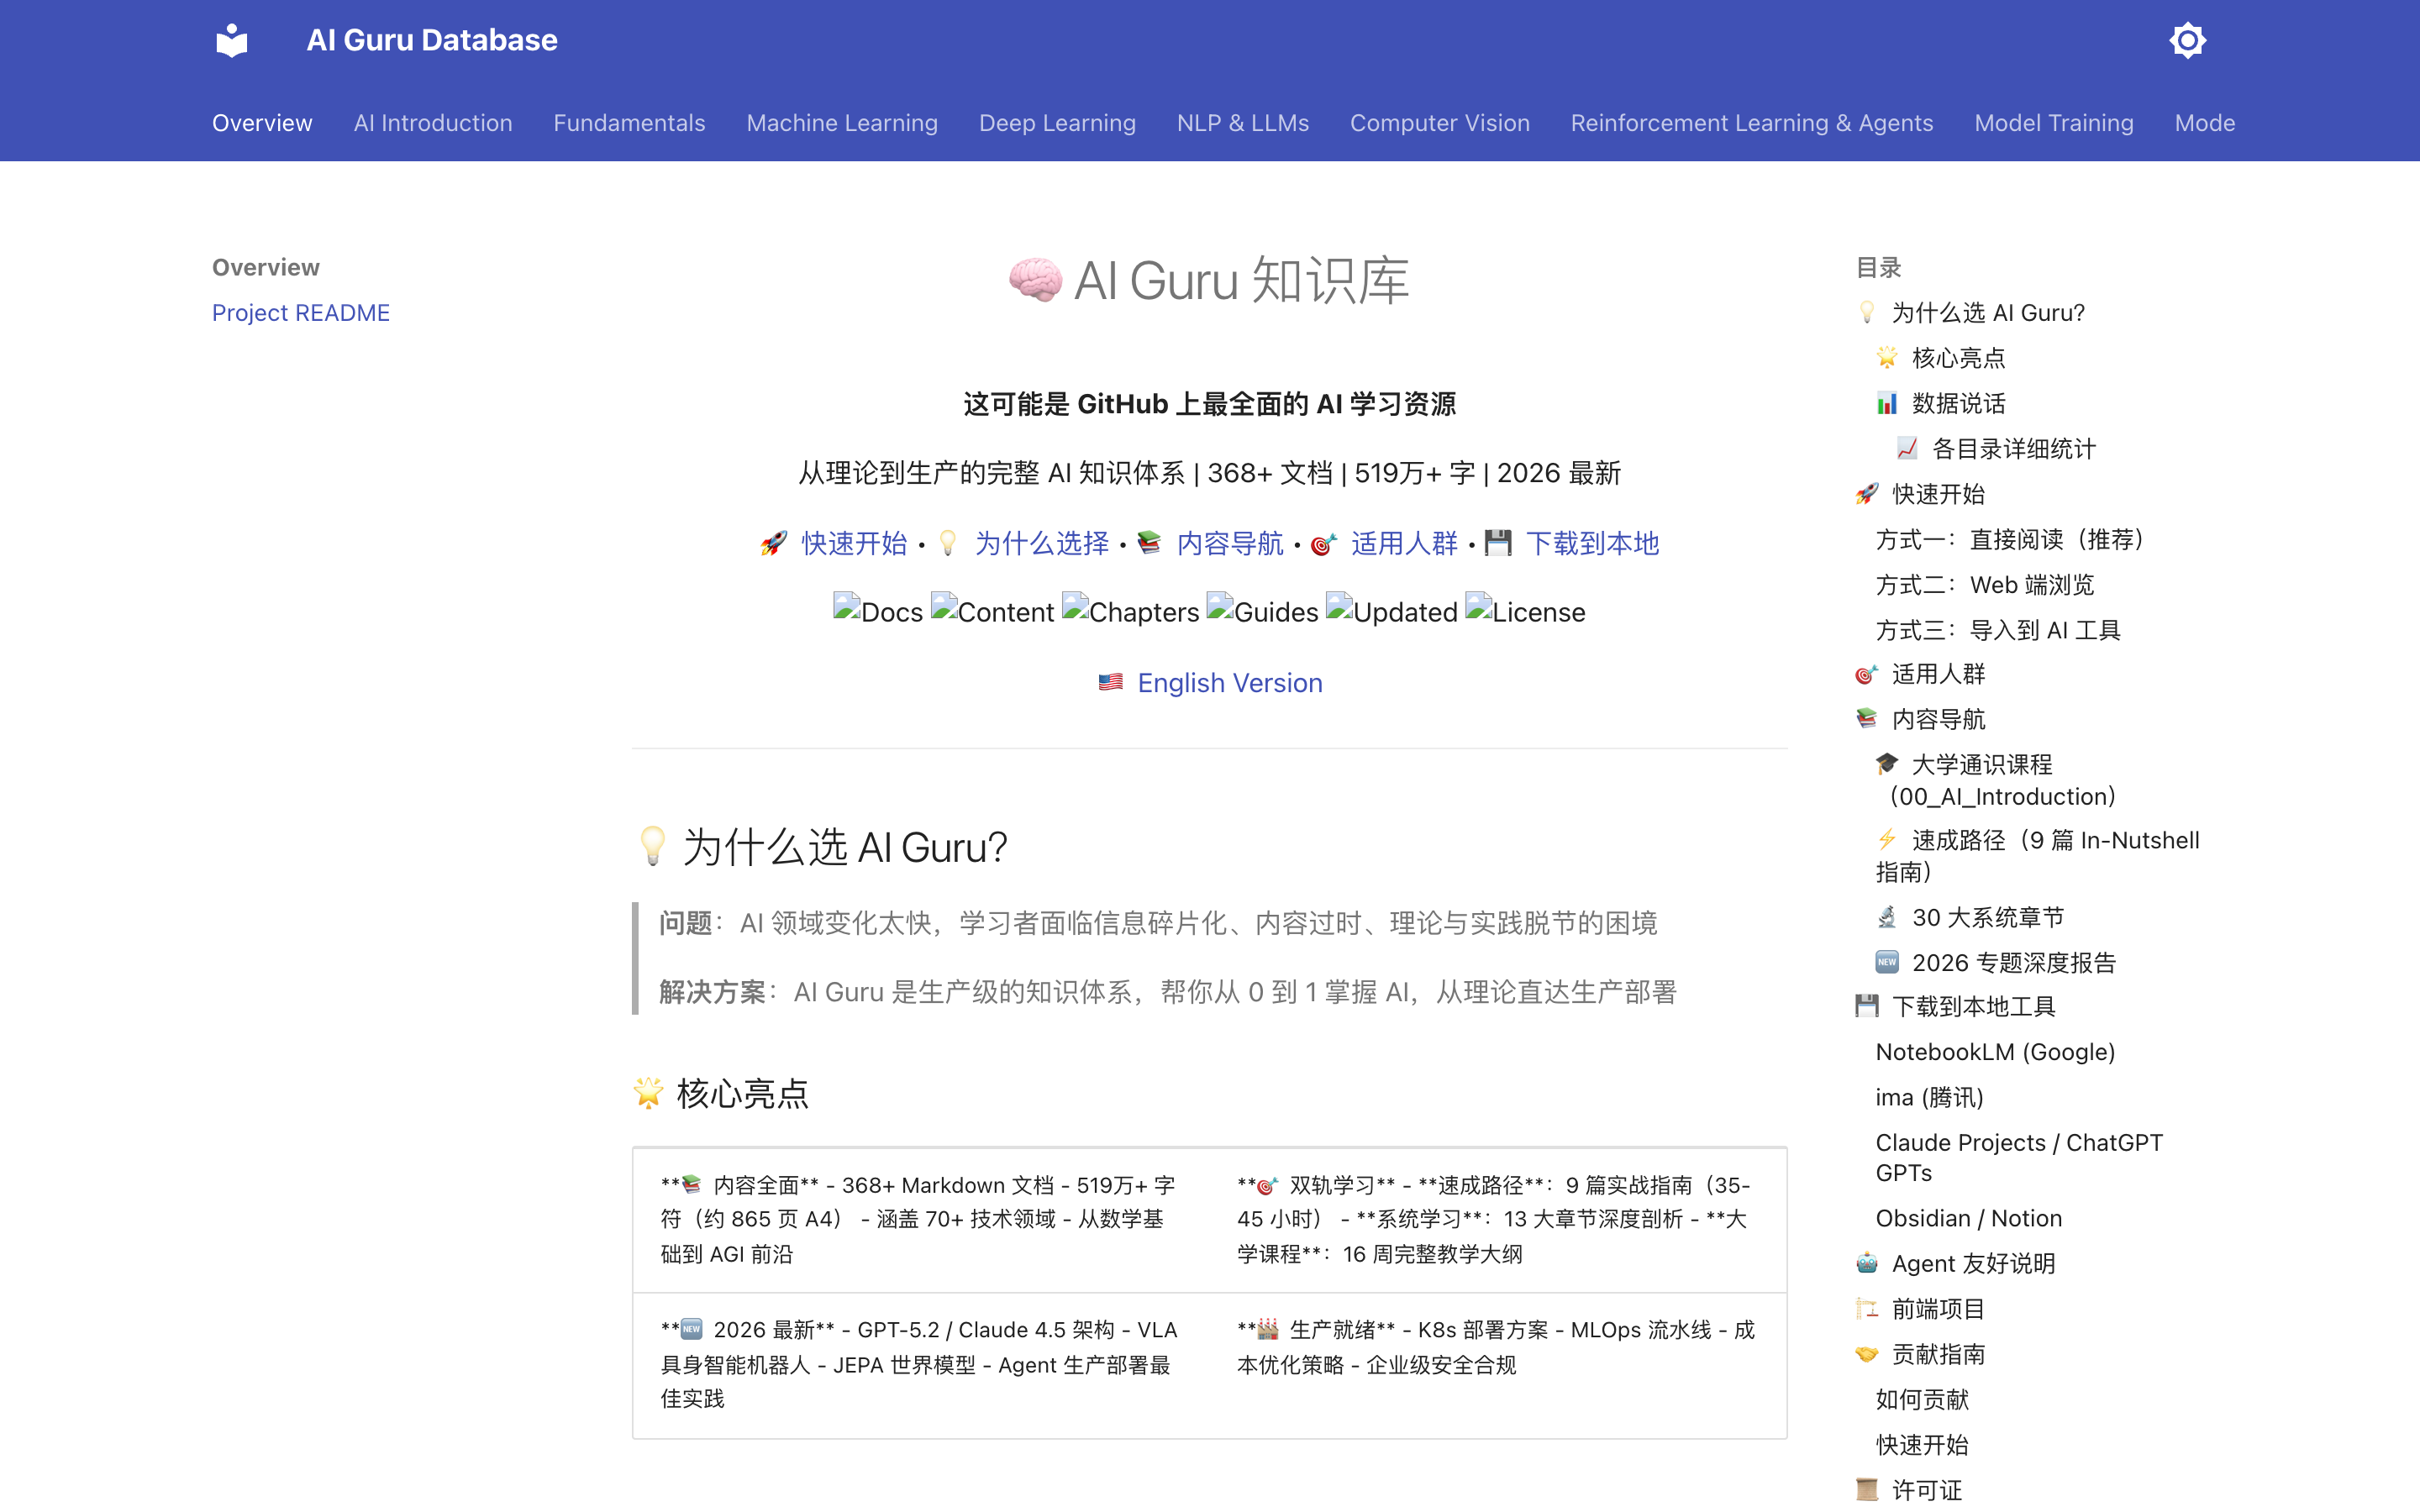 AI Guru Database
Overview AI Introduction Fundamentals Machine Learning Deep Learning NLP & LLMs Computer Vision Reinforcement Learning & Agents Model Training Mode
Overview
Project README
🧠 AI Guru 知识库
这可能是 GitHub 上最全面的 AI 学习资源
从理论到生产的完整 AI 知识体系 | 368+ 文档 | 519万+ 字 | 2026 最新
🚀 快速开始 • 💡 为什么选择 • 📚 内容导航 • 🎯 适用人群 • 💾 下载到本地
Docs Content Chapters Guides Updated License
🇺🇸 English Version
💡 为什么选 AI Guru?
问题：AI 领域变化太快，学习者面临信息碎片化、内容过时、理论与实践脱节的困境
解决方案：AI Guru 是生产级的知识体系，帮你从 0 到 1 掌握 AI，从理论直达生产部署
🌟 核心亮点
**📚 内容全面** - 368+ Markdown 文档 - 519万+ 字
符（约 865 页 A4） - 涵盖 70+ 技术领域 - 从数学基
础到 AGI 前沿
**🎯 双轨学习** - **速成路径**：9 篇实战指南（35-
45 小时） - **系统学习**：13 大章节深度剖析 - **大
学课程**：16 周完整教学大纲
**🆕 2026 最新** - GPT-5.2 / Claude 4.5 架构 - VLA
具身智能机器人 - JEPA 世界模型 - Agent 生产部署最
佳实践
**🏭 生产就绪** - K8s 部署方案 - MLOps 流水线 - 成
本优化策略 - 企业级安全合规
目录
💡 为什么选 AI Guru?
🌟 核心亮点
📊 数据说话
📈 各目录详细统计
🚀 快速开始
方式一：直接阅读（推荐）
方式二：Web 端浏览
方式三：导入到 AI 工具
🎯 适用人群
📚 内容导航
🎓 大学通识课程
（00_AI_Introduction）
⚡ 速成路径（9 篇 In-Nutshell
指南）
🔬 30 大系统章节
🆕 2026 专题深度报告
💾 下载到本地工具
NotebookLM (Google)
ima (腾讯)
Claude Projects / ChatGPT
GPTs
Obsidian / Notion
🤖 Agent 友好说明
🏗️ 前端项目
🤝 贡献指南
如何贡献
快速开始
📜 许可证